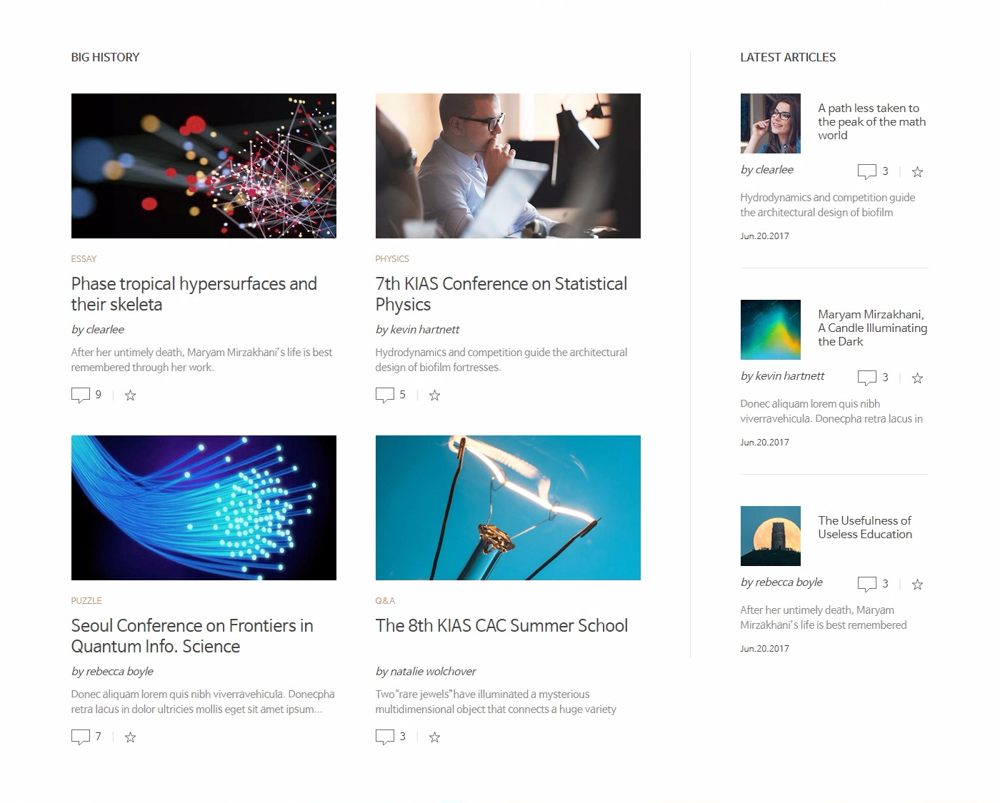 BIG HISTORY
ESSAY
Phase tropical hypersurfaces and
their skeleta
by clearlee
After her untimely death, Maryam Mirzakhani's life is best
remembered through her work.
9
PHYSICS
7th KIAS Conference on Statistical
Physics
by kevin hartnett
Hydrodynamics and competition guide the architectural
design of biofilm fortresses.
5
PUZZLE
Seoul Conference on Frontiers in
Quantum Info. Science
by rebecca boyle
Donec aliquam lorem quis nibh viverravehicula. Donecpha
retra lacus in dolor ultricies mollis eget sit amet ipsum...
7
Q&A
The 8th KIAS CAC Summer School
by natalie wolchover
Two“rare jewels”have illuminated a mysterious
multidimensional object that connects a huge variety
3
LATEST ARTICLES
A path less taken to
the peak of the math
world
by clearlee 3
Hydrodynamics and competition guide
the architectural design of biofilm
Jun.20.2017
Maryam Mirzakhani,
A Candle Illuminating
the Dark
by kevin hartnett 3
Donec aliquam lorem quis nibh
viverravehicula. Donecpha retra lacus in
Jun.20.2017
The Usefulness of
Useless Education
by rebecca boyle 3
After her untimely death, Maryam
Mirzakhani's life is best remembered
Jun.20.2017